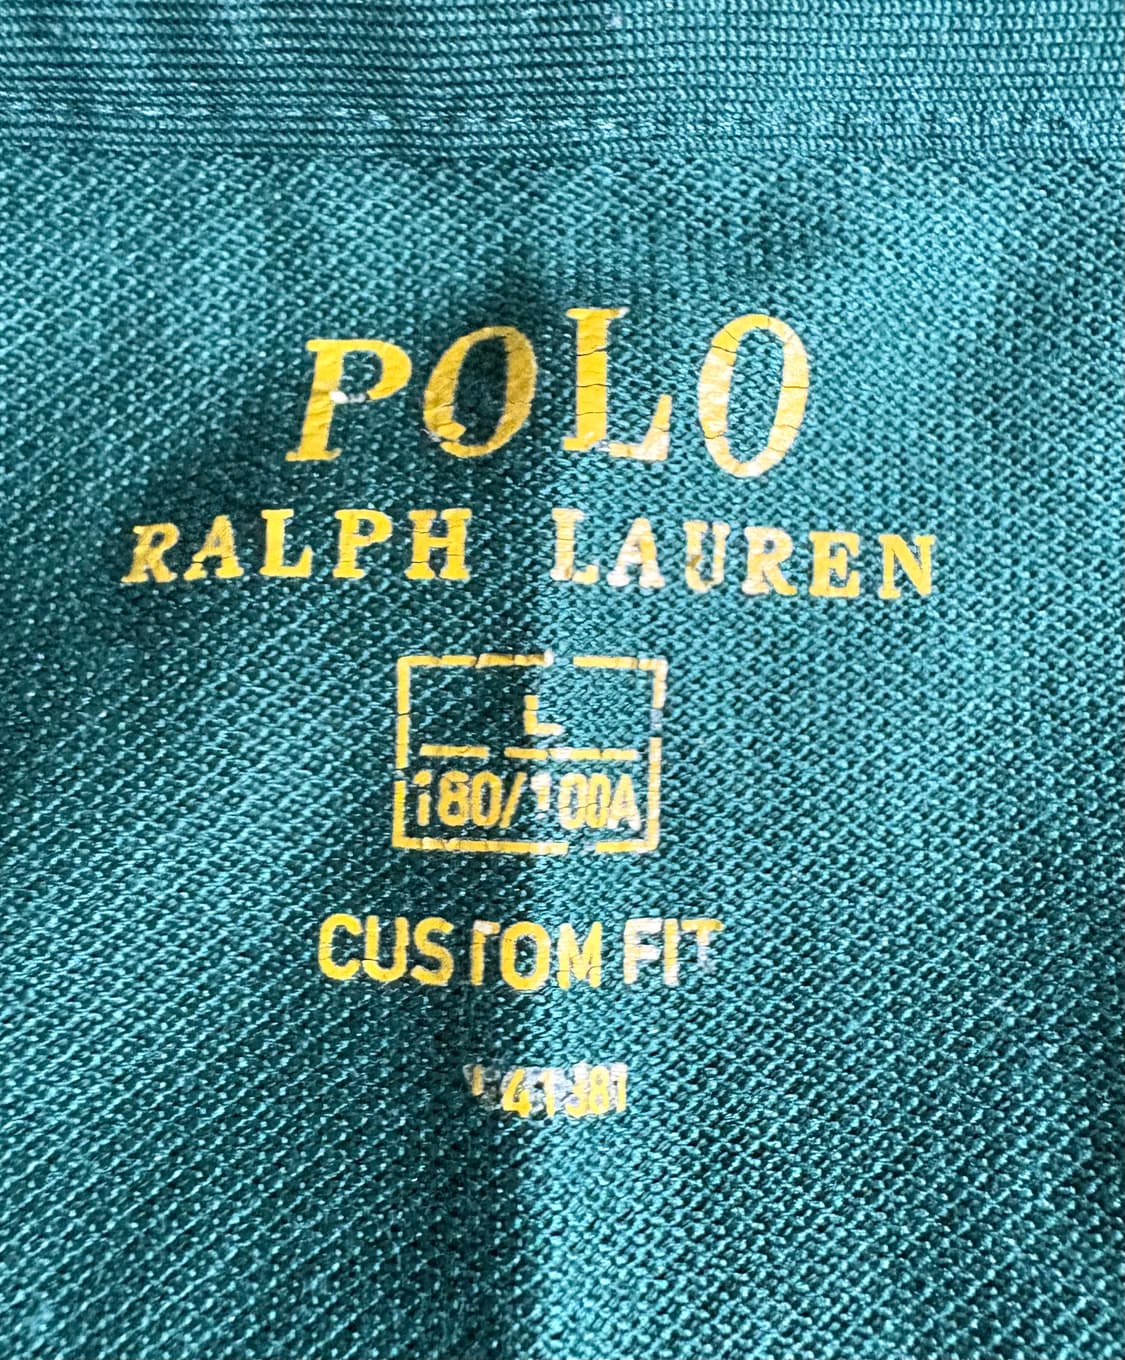 POLO
RALPH LAUREN
L
180/100A
CUSTOM FIT